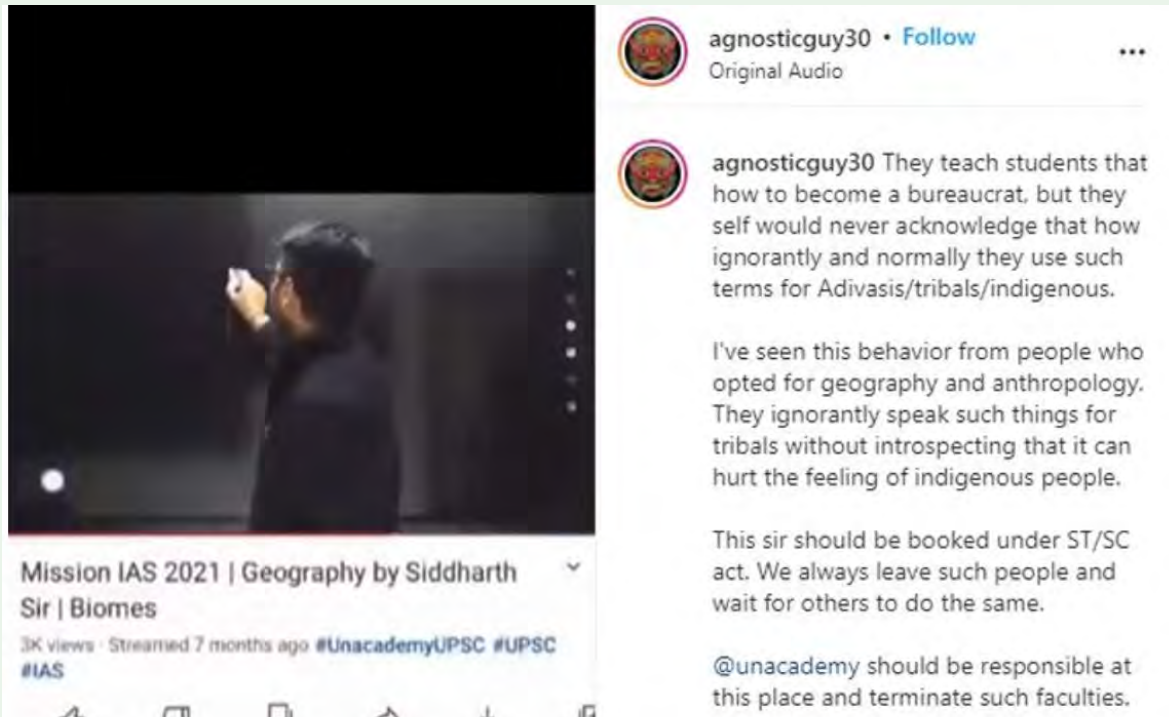 agnosticguy30 • Follow
Original Audio
agnosticguy30 They teach students that
how to become a bureaucrat, but they
self would never acknowledge that how
ignorantly and normally they use such
terms for Adivasis/tribals/indigenous.
I've seen this behavior from people who
opted for geography and anthropology.
They ignorantly speak such things for
tribals without introspecting that it can
hurt the feeling of indigenous people.
This sir should be booked under ST/SC
act. We always leave such people and
wait for others to do the same.
@unacademy should be responsible at
this place and terminate such faculties.
Mission IAS 2021 | Geography by Siddharth
Sir | Biomes
3K views · Streamed 7 months ago #UnacademyUPSC #UPSC
#IAS